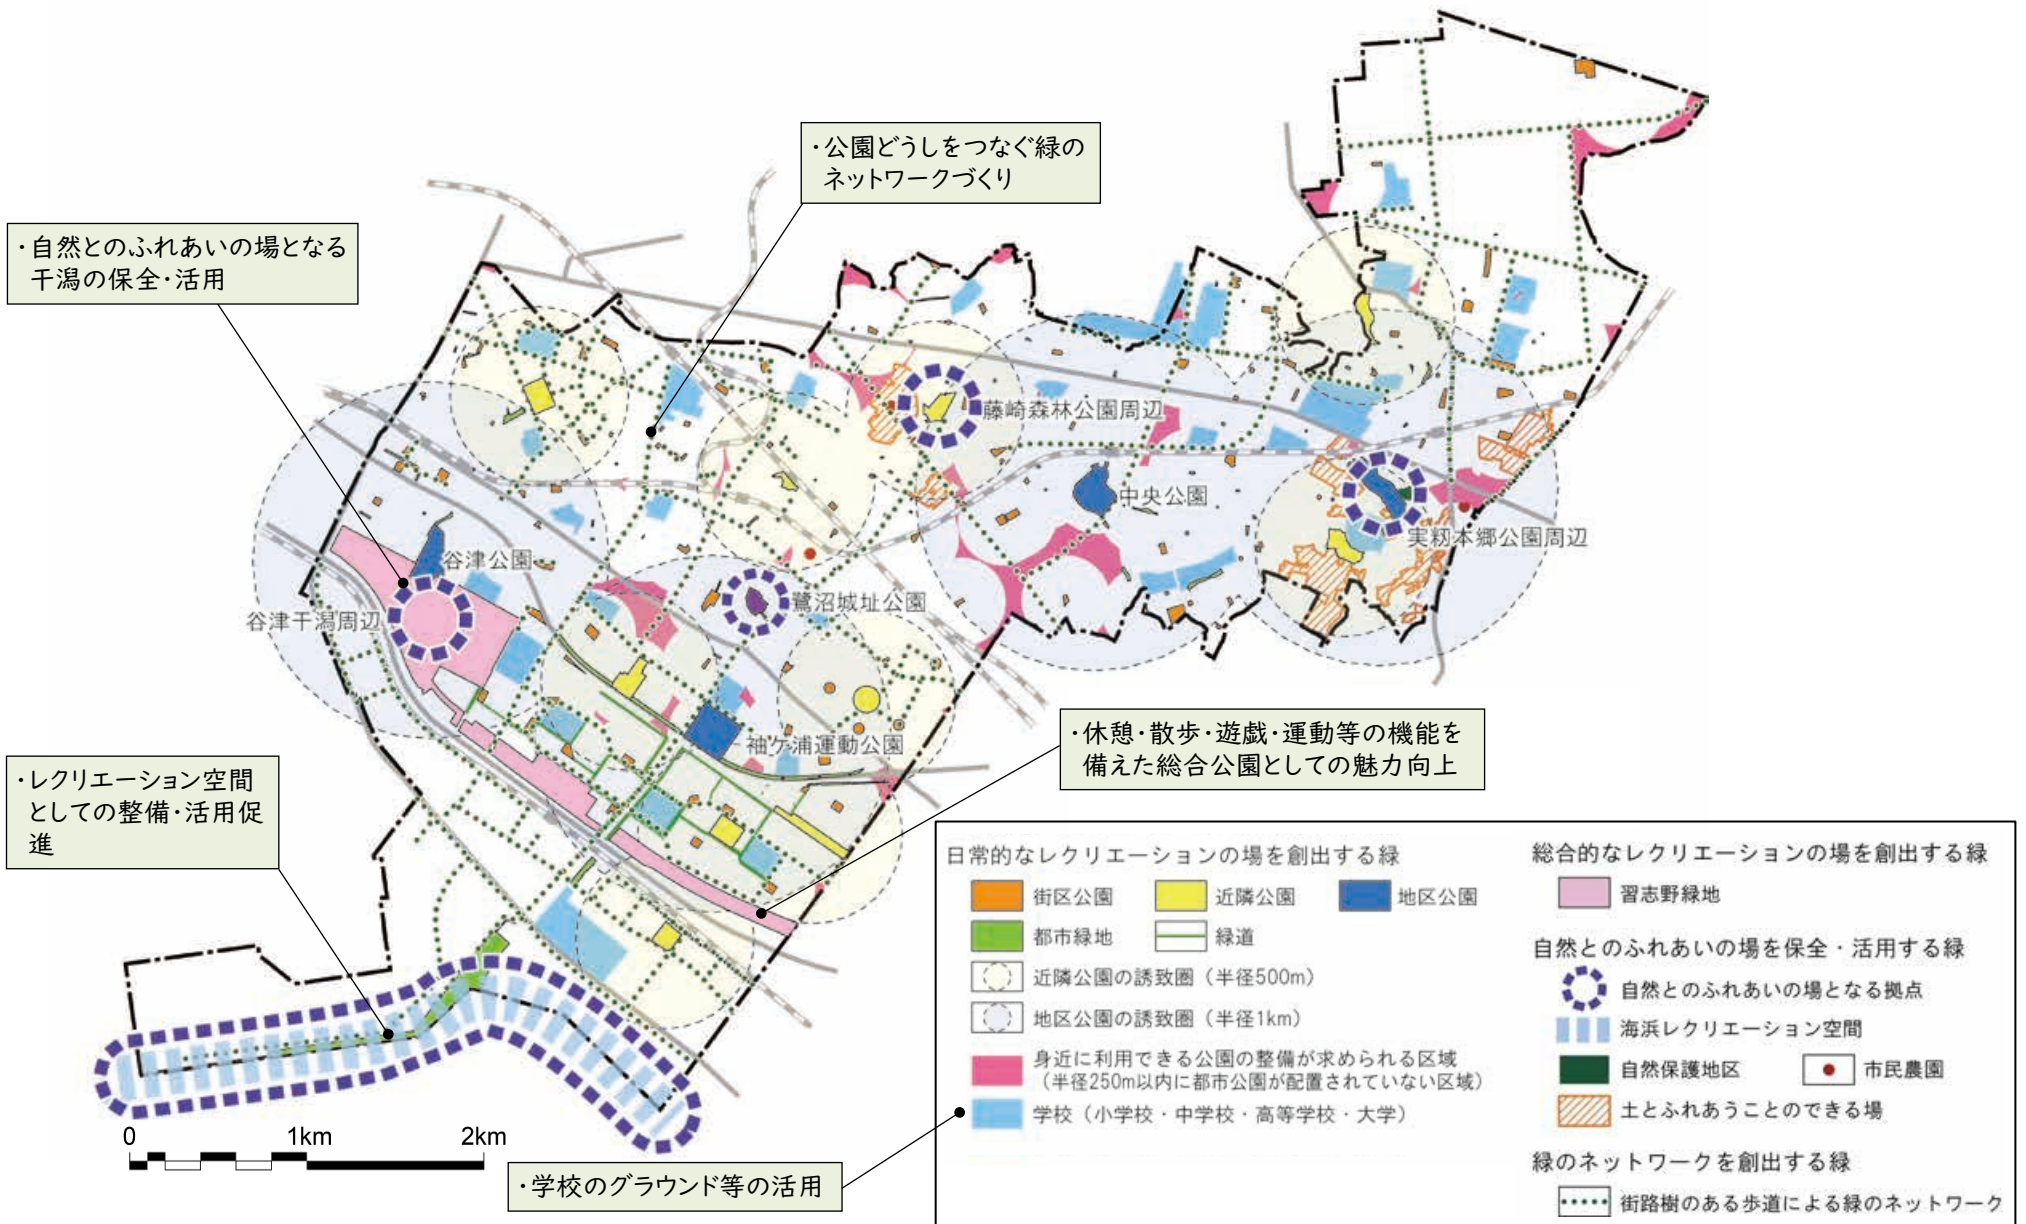 ・公園どうしをつなぐ緑の
ネットワークづくり
・自然とのふれあいの場となる
干潟の保全・活用
藤崎森林公園周辺
中央公園
実籾本郷公園周辺
谷津公園
鷺沼城址公園
谷津干潟周辺
袖ケ浦運動公園
・休憩・散歩・遊戯・運動等の機能を
備えた総合公園としての魅力向上
・レクリエーション空間
としての整備・活用促
進
0 1km 2km
・学校のグラウンド等の活用
日常的なレクリエーションの場を創出する緑
街区公園 近隣公園 地区公園
都市緑地 緑道
近隣公園の誘致圏（半径500m）
地区公園の誘致圏（半径1km）
身近に利用できる公園の整備が求められる区域
（半径250m以内に都市公園が配置されていない区域）
学校（小学校・中学校・高等学校・大学）
総合的なレクリエーションの場を創出する緑
習志野緑地
自然とのふれあいの場を保全・活用する緑
自然とのふれあいの場となる拠点
海浜レクリエーション空間
自然保護地区 市民農園
土とふれあうことのできる場
緑のネットワークを創出する緑
街路樹のある歩道による緑のネットワーク